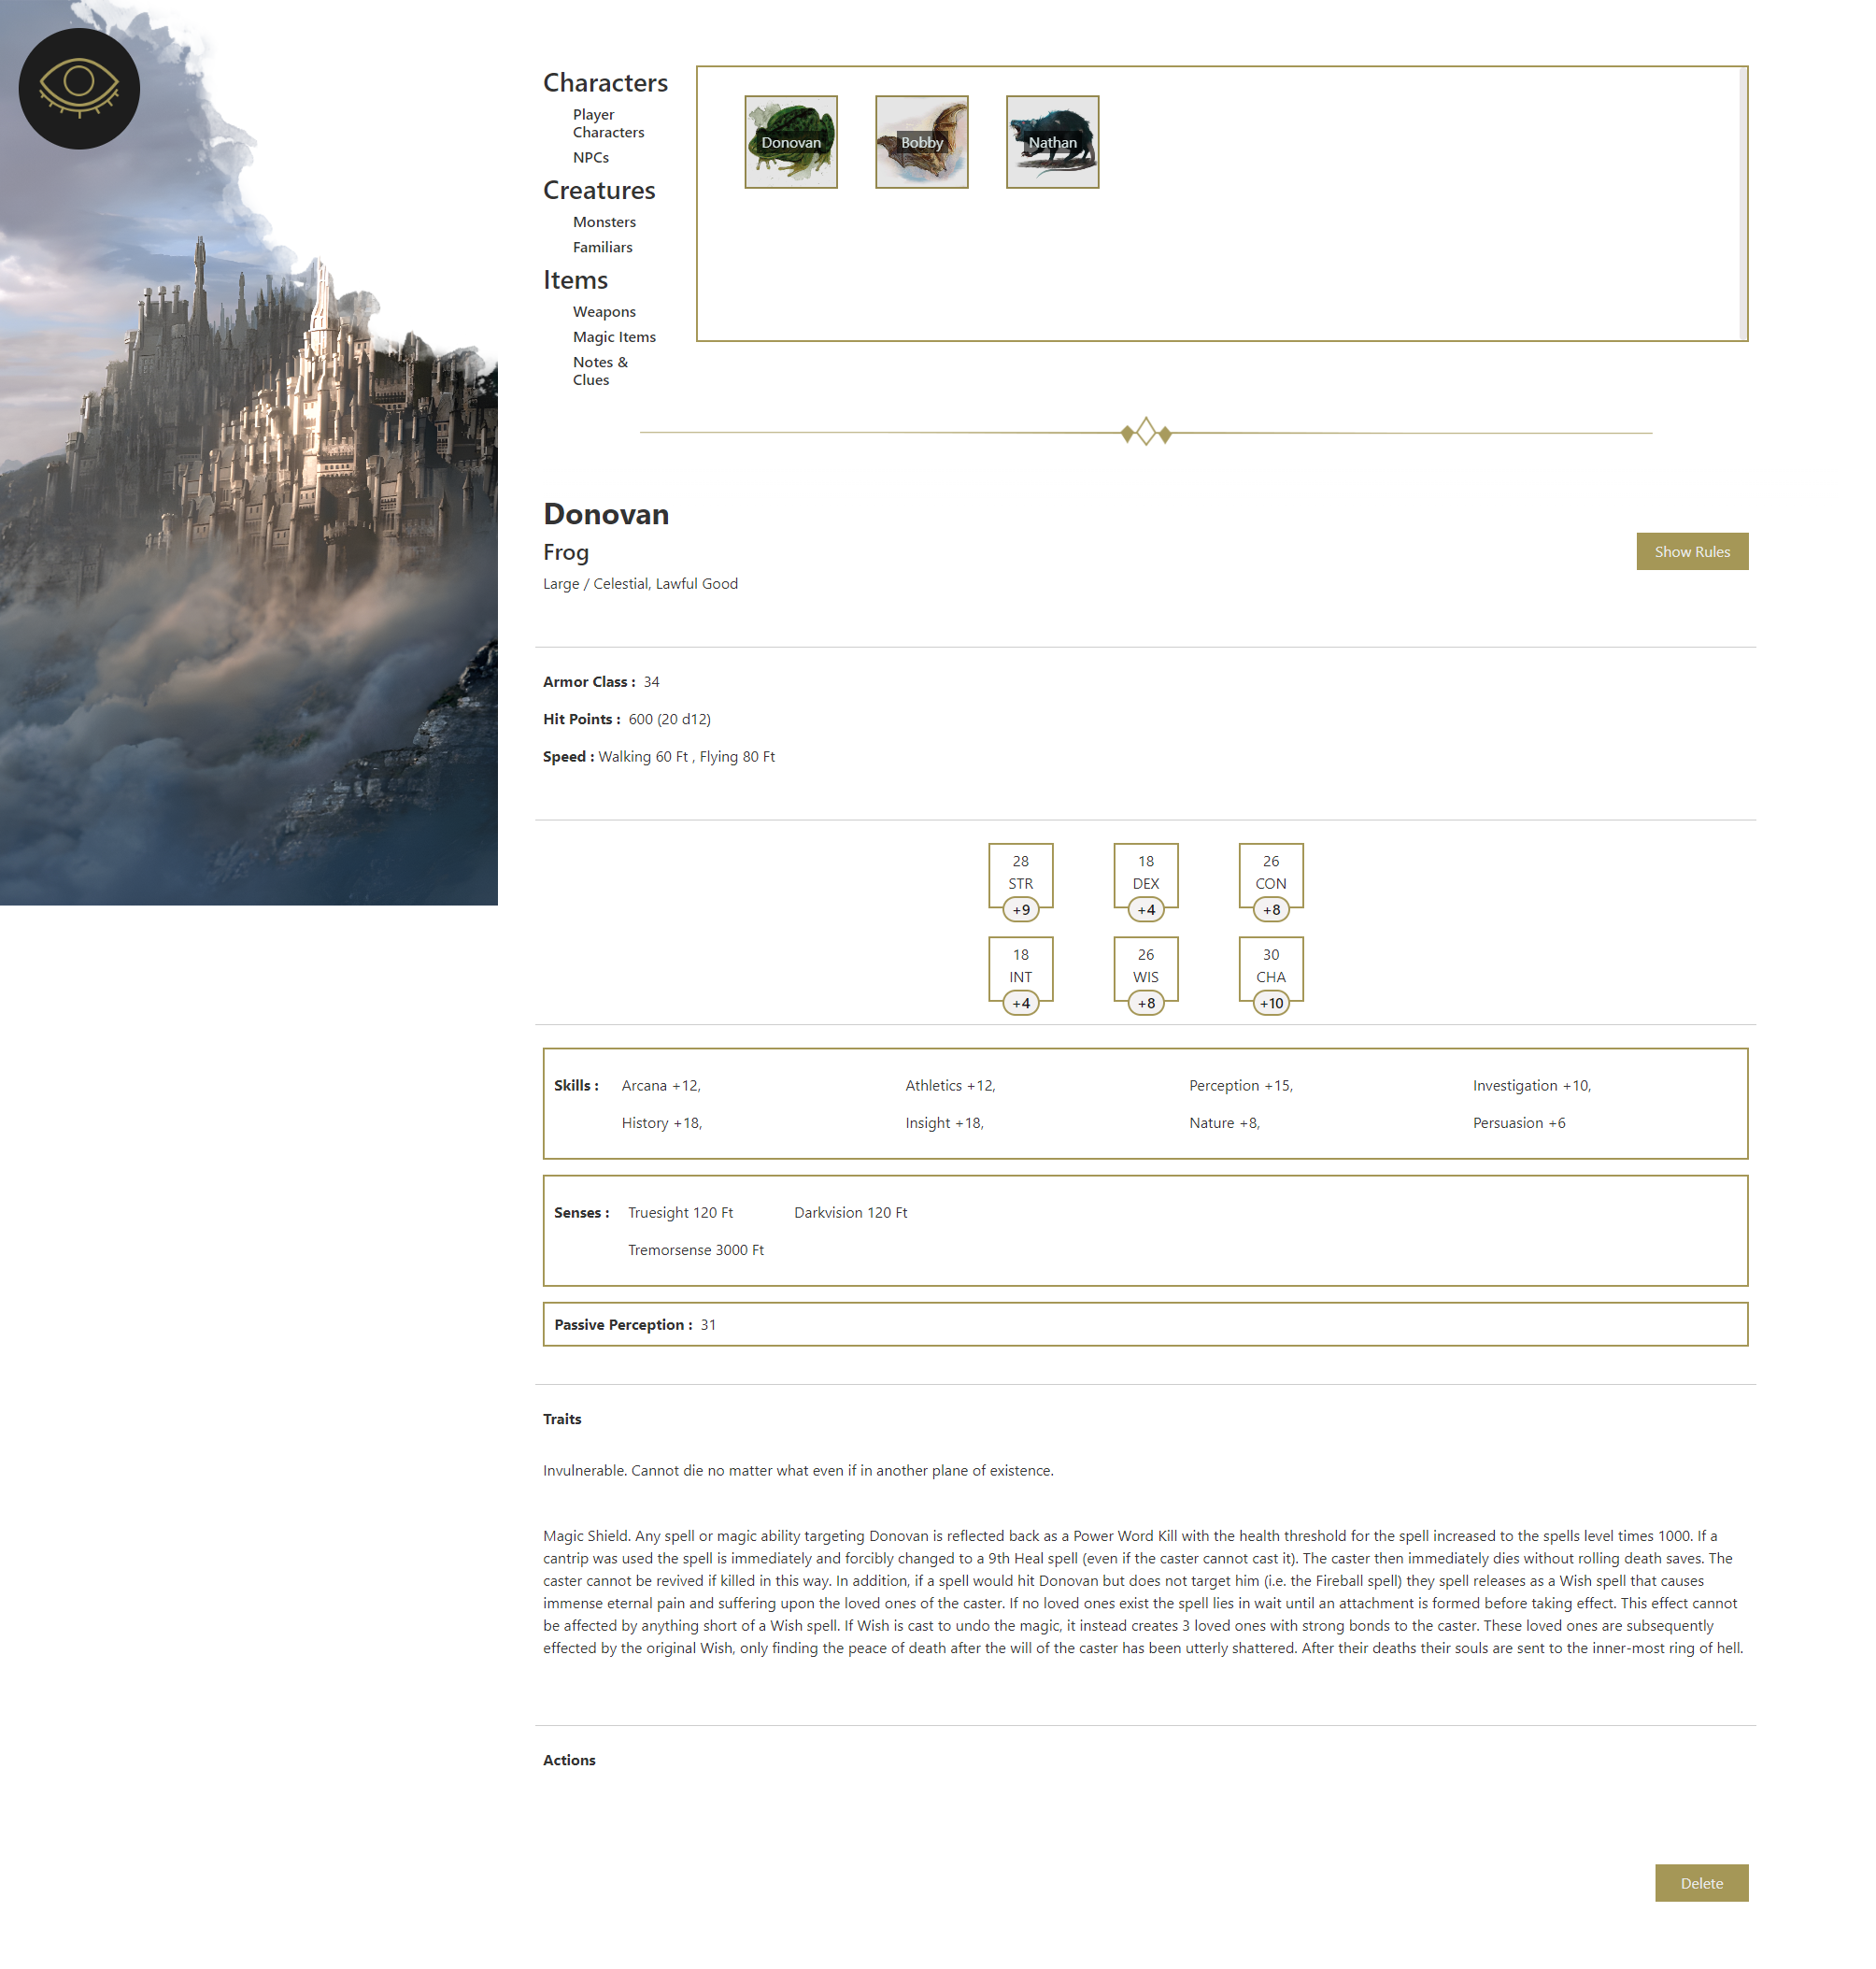 Characters
Player
Characters
NPCs
Creatures
Monsters
Familiars
Items
Weapons
Magic Items
Notes &
Clues
Donovan
Bobby
Nathan
Donovan
Frog
Large / Celestial, Lawful Good
Show Rules
Armor Class : 34
Hit Points : 600 (20 d12)
Speed : Walking 60 Ft , Flying 80 Ft
28
STR
+9
18
DEX
+4
26
CON
+8
18
INT
+4
26
WIS
+8
30
CHA
+10
Skills : Arcana +12, Athletics +12, Perception +15, Investigation +10,
History +18, Insight +18, Nature +8, Persuasion +6
Senses : Truesight 120 Ft Darkvision 120 Ft
Tremorsense 3000 Ft
Passive Perception : 31
Traits
Invulnerable. Cannot die no matter what even if in another plane of existence.
Magic Shield. Any spell or magic ability targeting Donovan is reflected back as a Power Word Kill with the health threshold for the spell increased to the spells level times 1000. If a
cantrip was used the spell is immediately and forcibly changed to a 9th Heal spell (even if the caster cannot cast it). The caster then immediately dies without rolling death saves. The
caster cannot be revived if killed in this way. In addition, if a spell would hit Donovan but does not target him (i.e. the Fireball spell) they spell releases as a Wish spell that causes
immense eternal pain and suffering upon the loved ones of the caster. If no loved ones exist the spell lies in wait until an attachment is formed before taking effect. This effect cannot
be affected by anything short of a Wish spell. If Wish is cast to undo the magic, it instead creates 3 loved ones with strong bonds to the caster. These loved ones are subsequently
effected by the original Wish, only finding the peace of death after the will of the caster has been utterly shattered. After their deaths their souls are sent to the inner-most ring of hell.
Actions
Delete